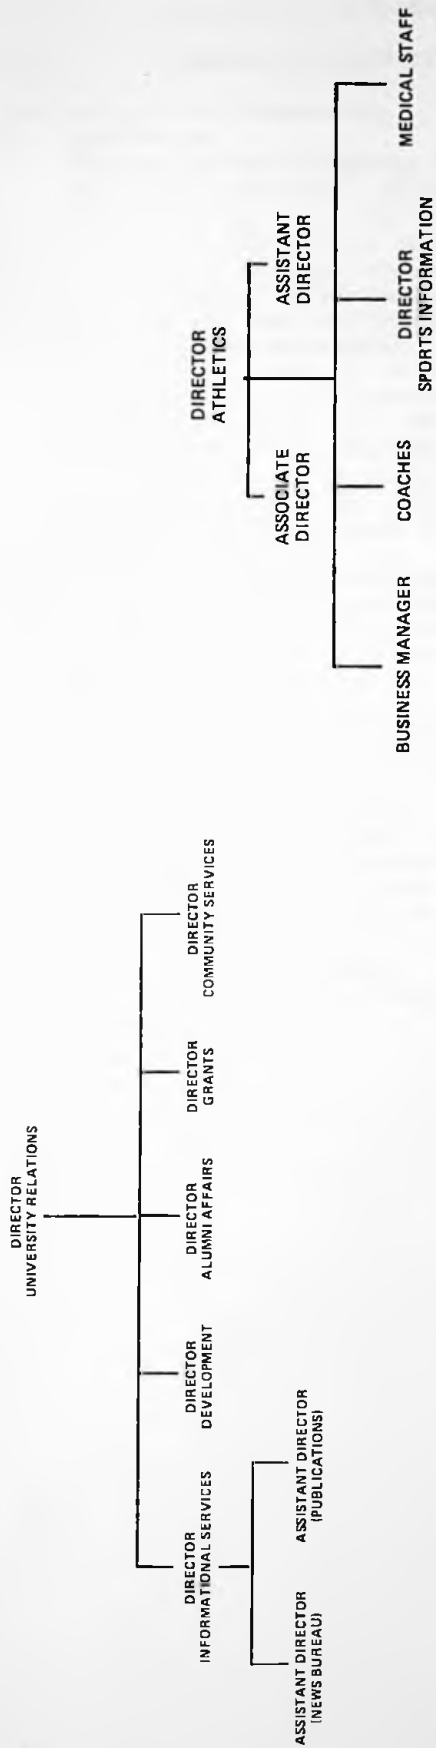 DIRECTOR
UNIVERSITY RELATIONS
DIRECTOR
INFORMATIONAL SERVICES
DIRECTOR
DEVELOPMENT
DIRECTOR
ALUMNI AFFAIRS
DIRECTOR
GRANTS
DIRECTOR
COMMUNITY SERVICES
ASSISTANT DIRECTOR
(NEWS BUREAU)
ASSISTANT DIRECTOR
(PUBLICATIONS)
DIRECTOR
ATHLETICS
ASSOCIATE
DIRECTOR
ASSISTANT
DIRECTOR
BUSINESS MANAGER
COACHES
DIRECTOR
SPORTS INFORMATION
MEDICAL STAFF